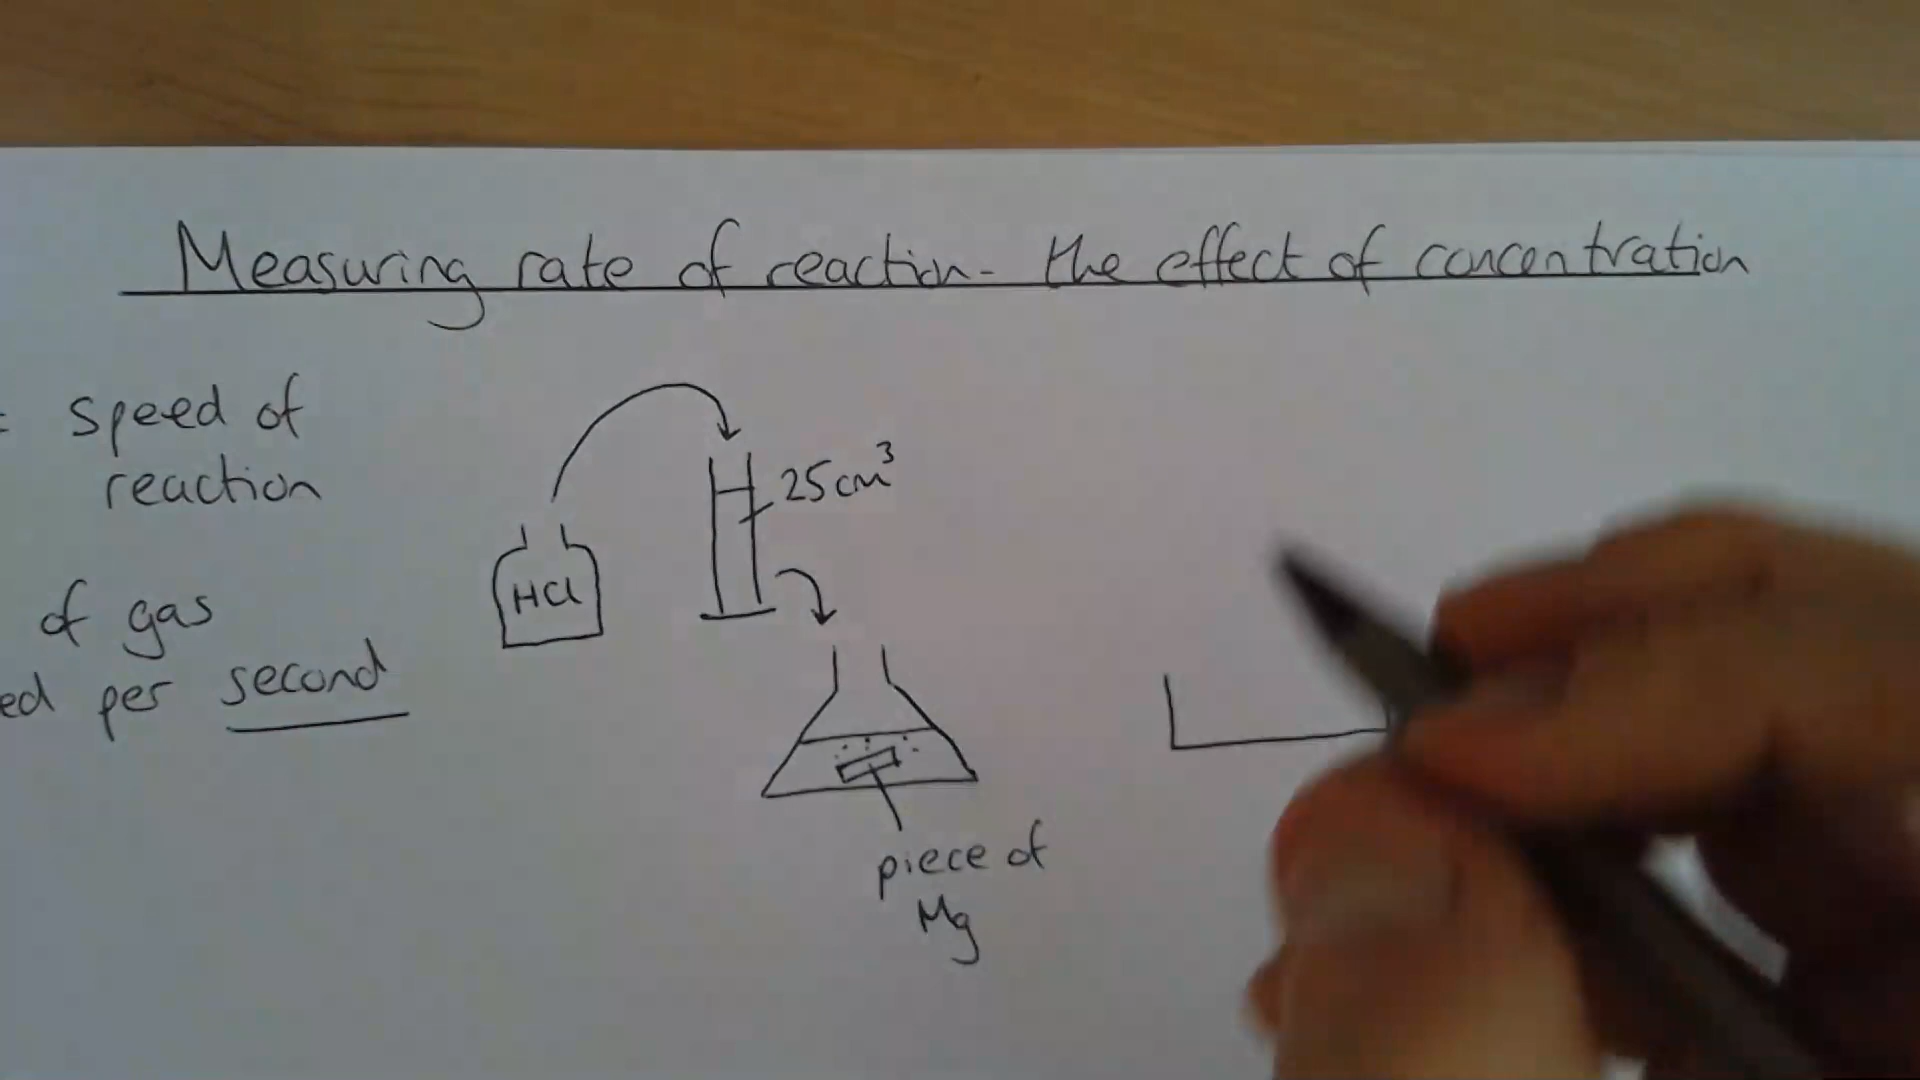 Measuring rate of reaction - the effect of concentration
= speed of
reaction
of gas
ed per second
25cm³
HCl
piece of
Mg